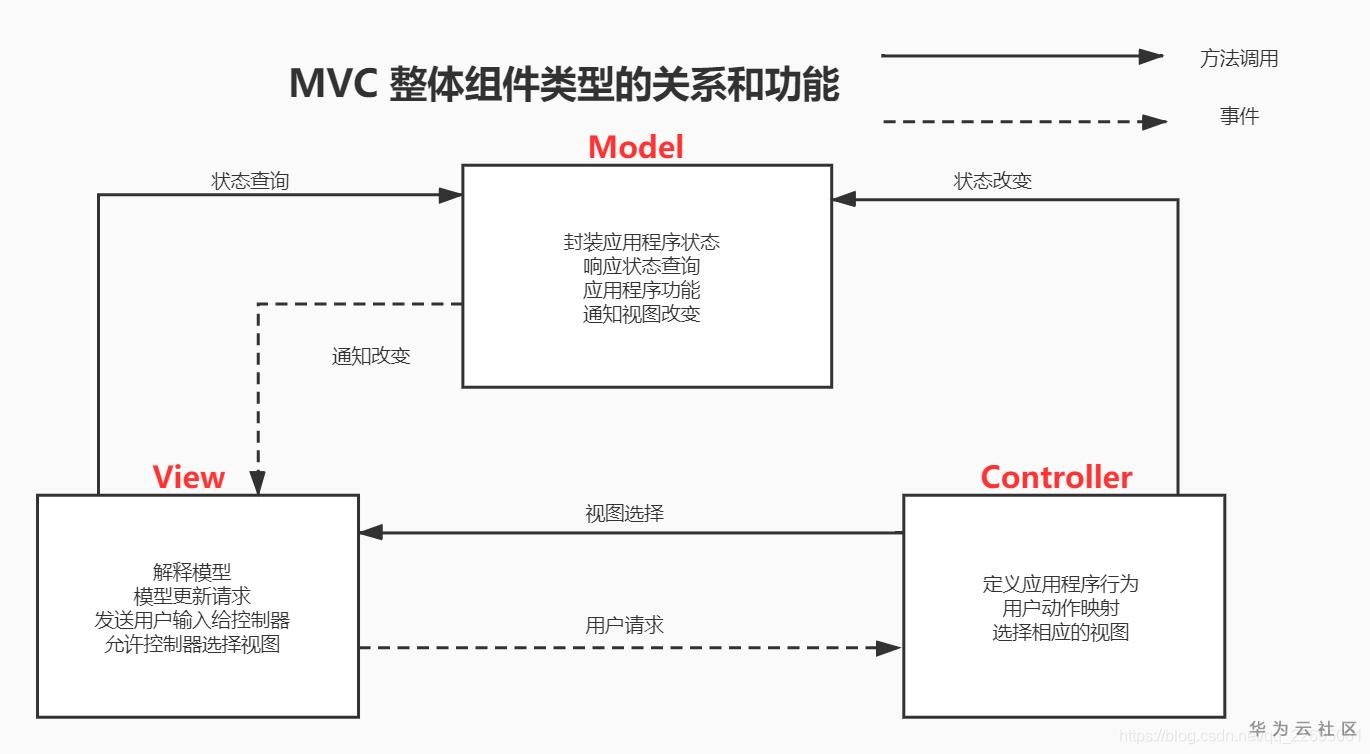 MVC 整体组件类型的关系和功能
方法调用
事件
Model
状态查询
状态改变
封装应用程序状态
响应状态查询
应用程序功能
通知视图改变
通知改变
View
Controller
视图选择
解释模型
模型更新请求
发送用户输入给控制器
允许控制器选择视图
定义应用程序行为
用户动作映射
选择相应的视图
用户请求
华为云社区